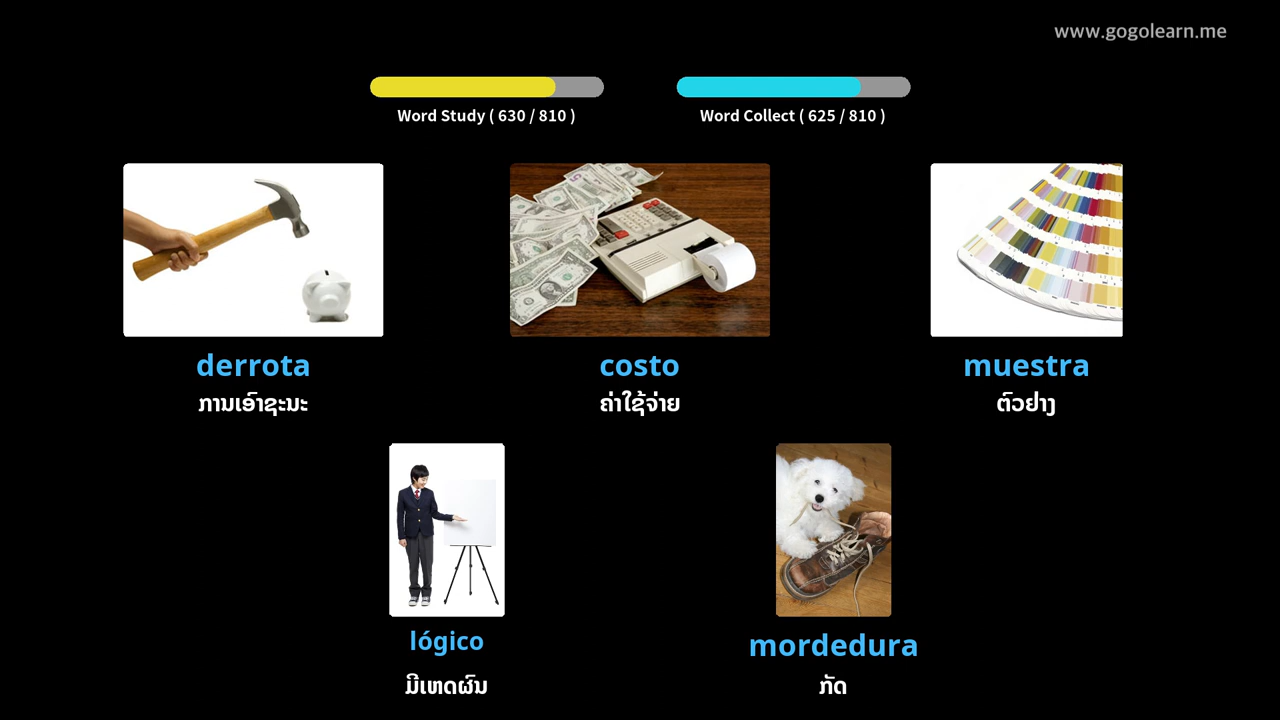 www.gogolearn.me
Word Study ( 630 / 810 )
Word Collect ( 625 / 810 )
derrota
ການເອົາຊະນະ
costo
ຄ່າໃຊ້ຈ່າຍ
muestra
ຕົວຢ່າງ
lógico
ມີເຫດຜົນ
mordedura
ກັດ